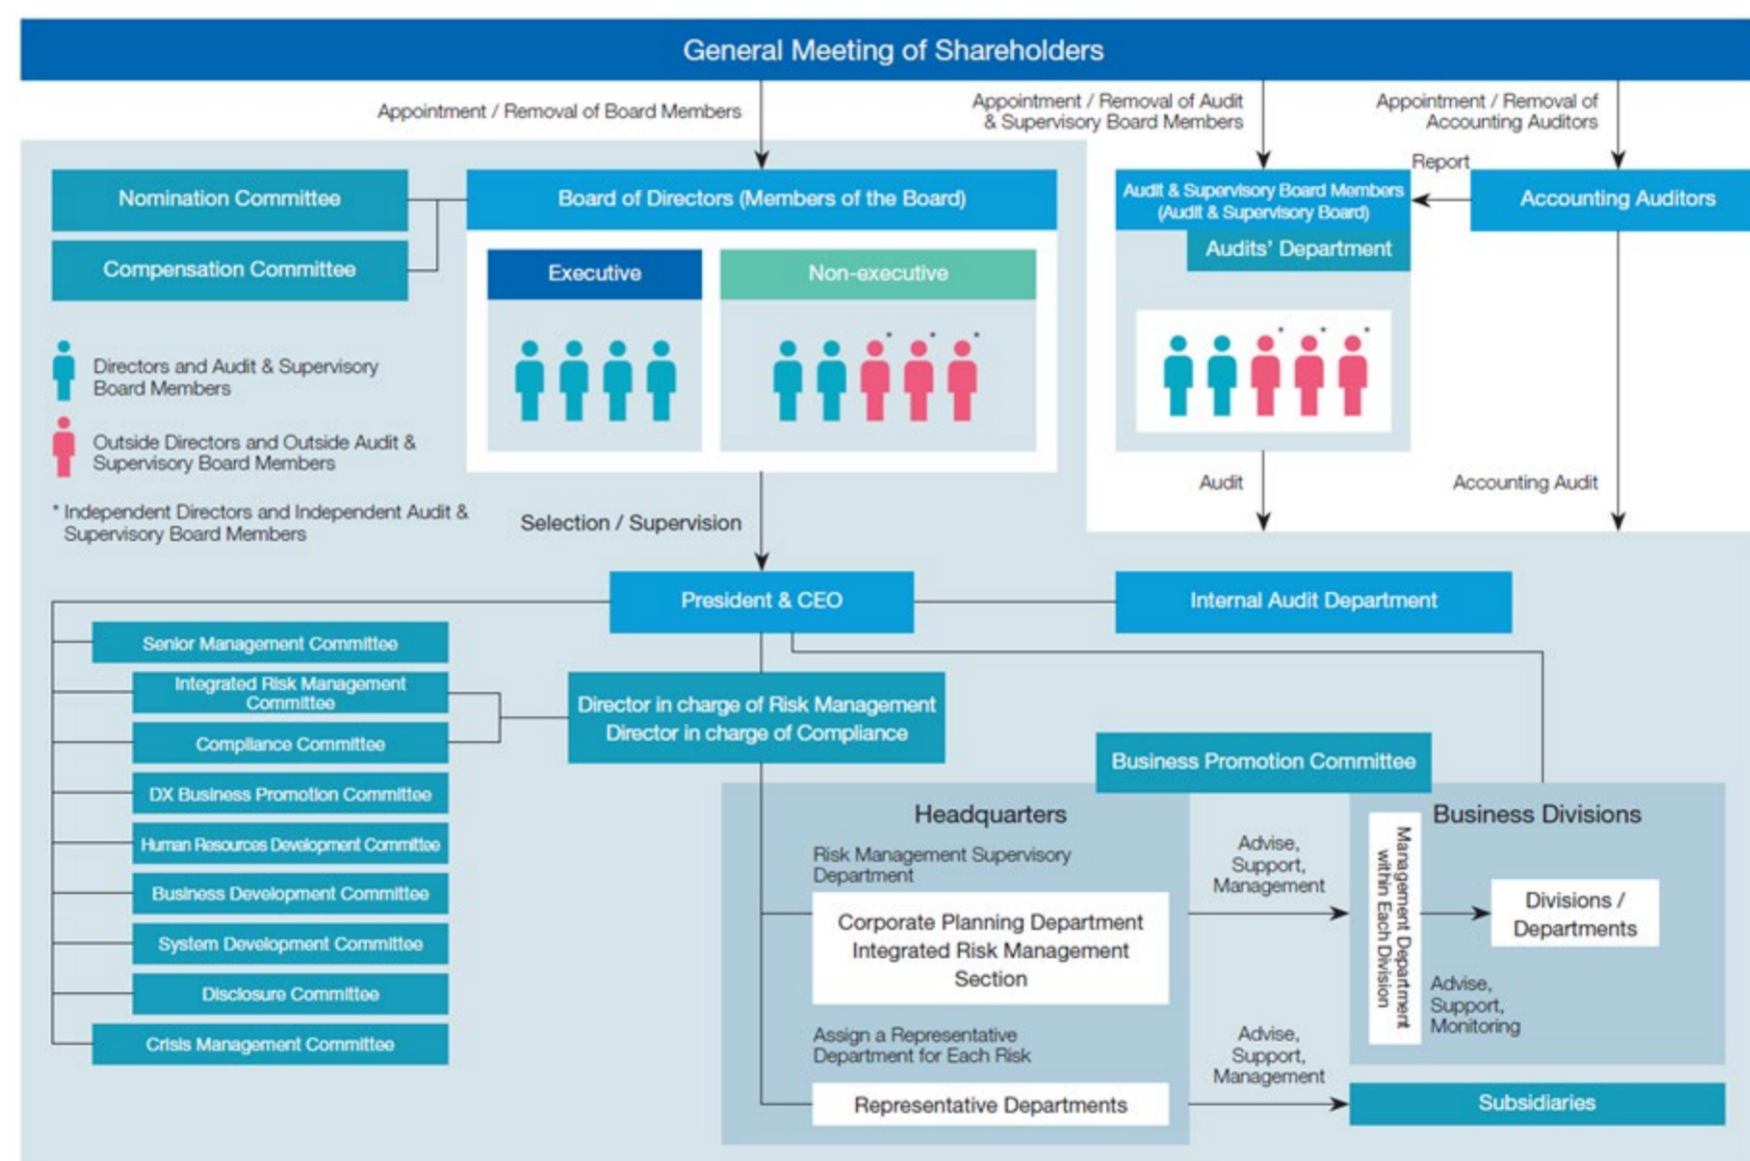 General Meeting of Shareholders
Appointment / Removal of Board Members
Appointment / Removal of Audit
& Supervisory Board Members
Appointment / Removal of
Accounting Auditors
Nomination Committee
Compensation Committee
Board of Directors (Members of the Board)
Executive
Non-executive
* * *
Audit & Supervisory Board Members
(Audit & Supervisory Board)
Audits' Department
* * *
Report
Accounting Auditors
Directors and Audit & Supervisory
Board Members
Outside Directors and Outside Audit &
Supervisory Board Members
* Independent Directors and Independent Audit &
Supervisory Board Members
Selection / Supervision
Audit
Accounting Audit
President & CEO
Internal Audit Department
Senior Management Committee
Integrated Risk Management
Committee
Compliance Committee
DX Business Promotion Committee
Human Resources Development Committee
Business Development Committee
System Development Committee
Disclosure Committee
Crisis Management Committee
Director in charge of Risk Management
Director in charge of Compliance
Business Promotion Committee
Headquarters
Risk Management Supervisory
Department
Corporate Planning Department
Integrated Risk Management
Section
Assign a Representative
Department for Each Risk
Representative Departments
Advise,
Support,
Management
Advise,
Support,
Management
Business Divisions
Management Department
within Each Division
Divisions /
Departments
Advise,
Support,
Monitoring
Subsidiaries